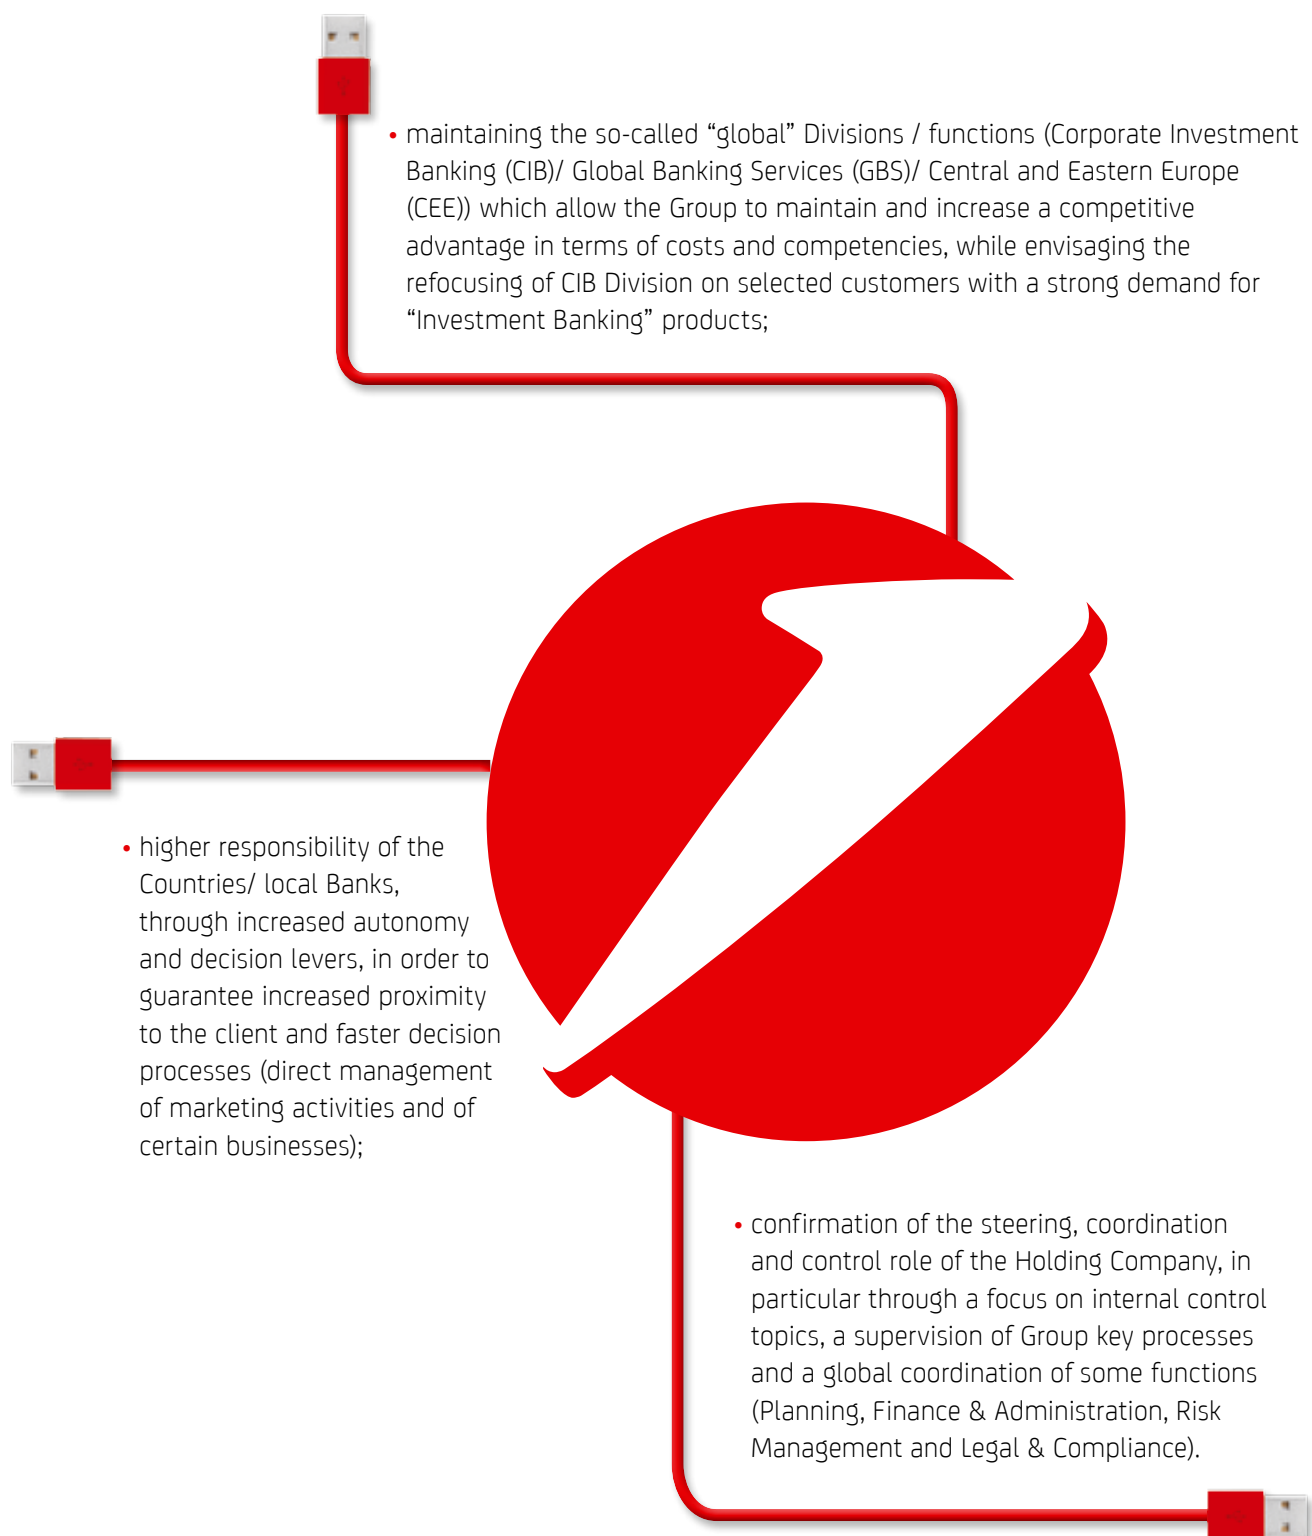 • maintaining the so-called “global” Divisions / functions (Corporate Investment
Banking (CIB)/ Global Banking Services (GBS)/ Central and Eastern Europe
(CEE)) which allow the Group to maintain and increase a competitive
advantage in terms of costs and competencies, while envisaging the
refocusing of CIB Division on selected customers with a strong demand for
“Investment Banking” products;
• higher responsibility of the
Countries/ local Banks,
through increased autonomy
and decision levers, in order to
guarantee increased proximity
to the client and faster decision
processes (direct management
of marketing activities and of
certain businesses);
• confirmation of the steering, coordination
and control role of the Holding Company, in
particular through a focus on internal control
topics, a supervision of Group key processes
and a global coordination of some functions
(Planning, Finance & Administration, Risk
Management and Legal & Compliance).